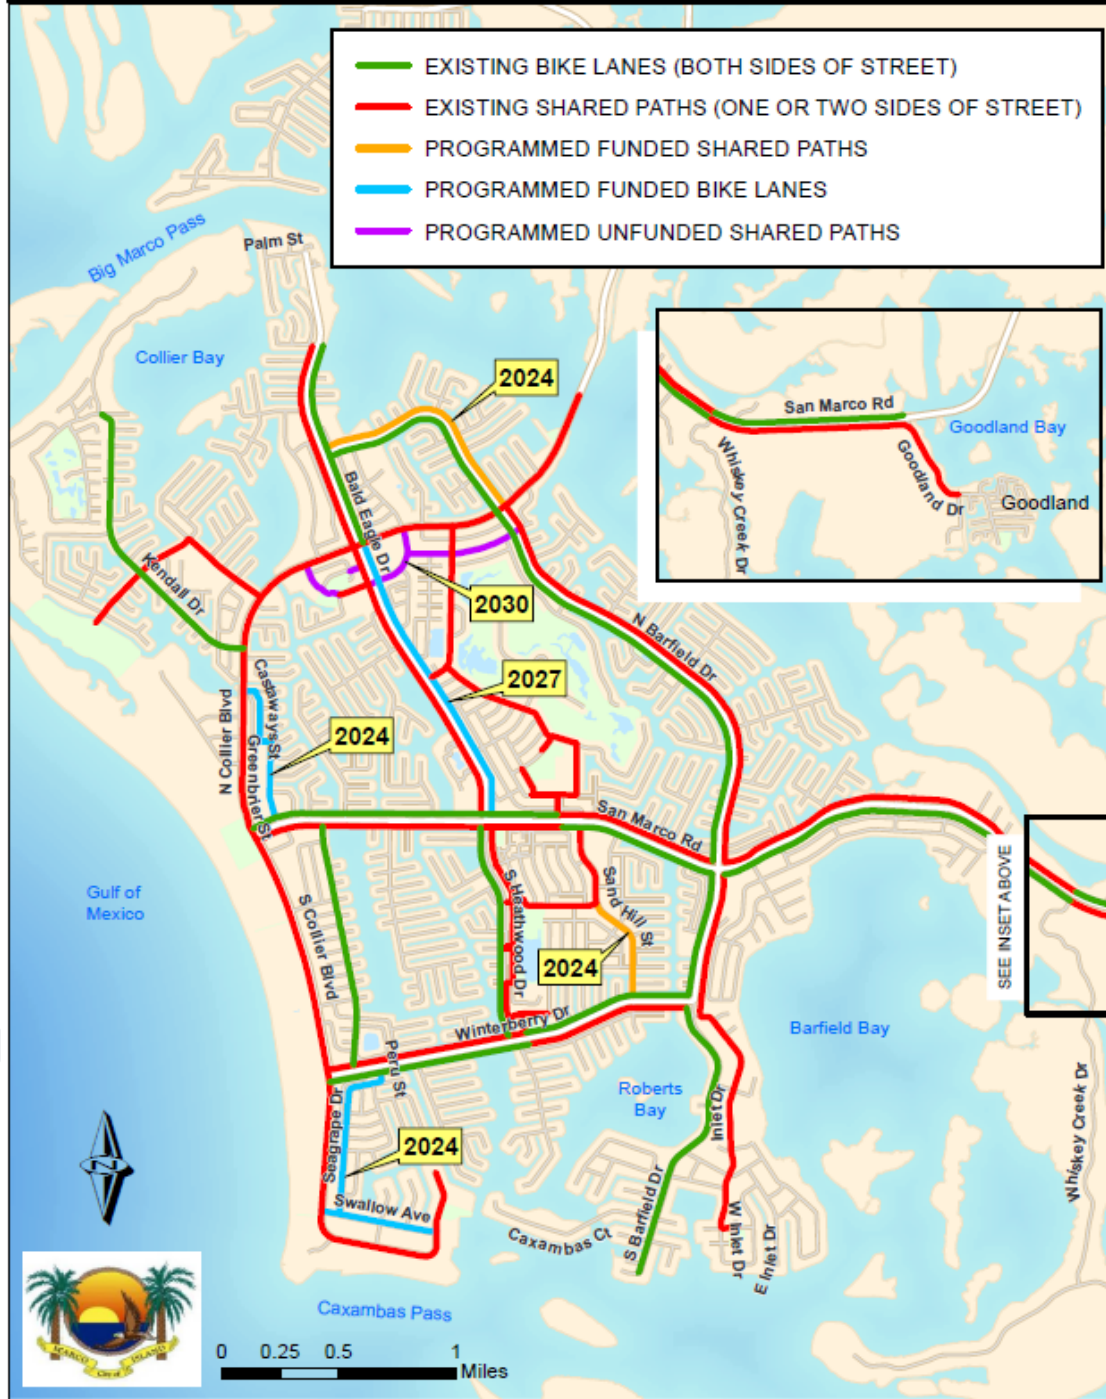 EXISTING BIKE LANES (BOTH SIDES OF STREET)
EXISTING SHARED PATHS (ONE OR TWO SIDES OF STREET)
PROGRAMMED FUNDED SHARED PATHS
PROGRAMMED FUNDED BIKE LANES
PROGRAMMED UNFUNDED SHARED PATHS
Big Marco Pass
Palm St
Collier Bay
2024
San Marco Rd
Goodland Bay
Whiskey Creek Dr
Goodland Dr
Goodland
Bald Eagle Dr
Kendall Dr
2030
N Barfield Dr
2027
N Collier Blvd
Castaways St
Greenbrier St
2024
San Marco Rd
SEE INSET ABOVE
Gulf of
Mexico
S Collier Blvd
S Heathwood Dr
Sand Hill St
2024
Winterberry Dr
Barfield Bay
Peru St
Roberts
Bay
Inlet Dr
Seagrape Dr
2024
Swallow Ave
Caxambas Ct
S Barfield Dr
W Inlet Dr
E Inlet Dr
Whiskey Creek Dr
N
Caxambas Pass
MARCO ISLAND
City of
0 0.25 0.5 1
Miles